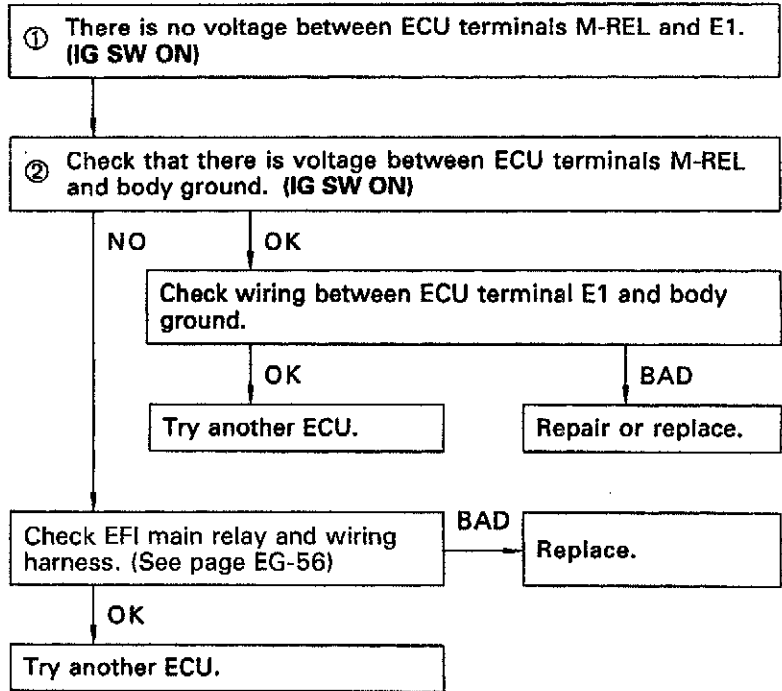 ① There is no voltage between ECU terminals M-REL and E1.
(IG SW ON)
② Check that there is voltage between ECU terminals M-REL
and body ground. (IG SW ON)
NO
OK
Check wiring between ECU terminal E1 and body
ground.
OK
BAD
Try another ECU.
Repair or replace.
Check EFI main relay and wiring
harness. (See page EG-56)
BAD
Replace.
OK
Try another ECU.